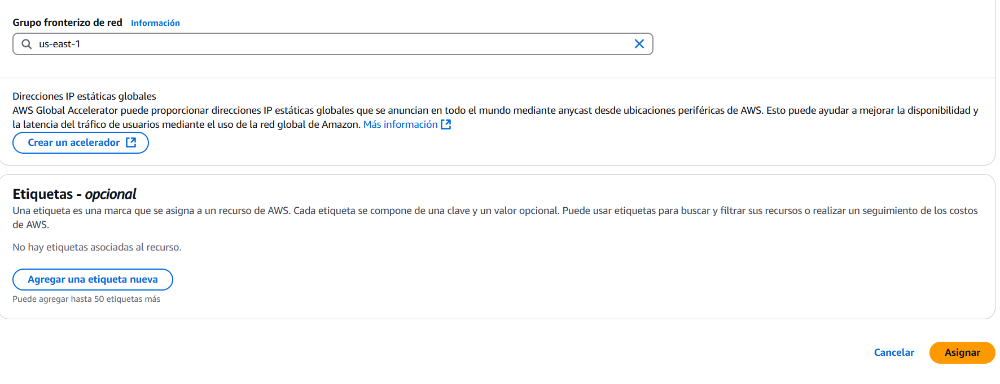 Grupo fronterizo de red Información
us-east-1
Direcciones IP estáticas globales
AWS Global Accelerator puede proporcionar direcciones IP estáticas globales que se anuncian en todo el mundo mediante anycast desde ubicaciones periféricas de AWS. Esto puede ayudar a mejorar la disponibilidad y
la latencia del tráfico de usuarios mediante el uso de la red global de Amazon. Más información
Crear un acelerador
Etiquetas - opcional
Una etiqueta es una marca que se asigna a un recurso de AWS. Cada etiqueta se compone de una clave y un valor opcional. Puede usar etiquetas para buscar y filtrar sus recursos o realizar un seguimiento de los costos
de AWS.
No hay etiquetas asociadas al recurso.
Agregar una etiqueta nueva
Puede agregar hasta 50 etiquetas más
Cancelar Asignar